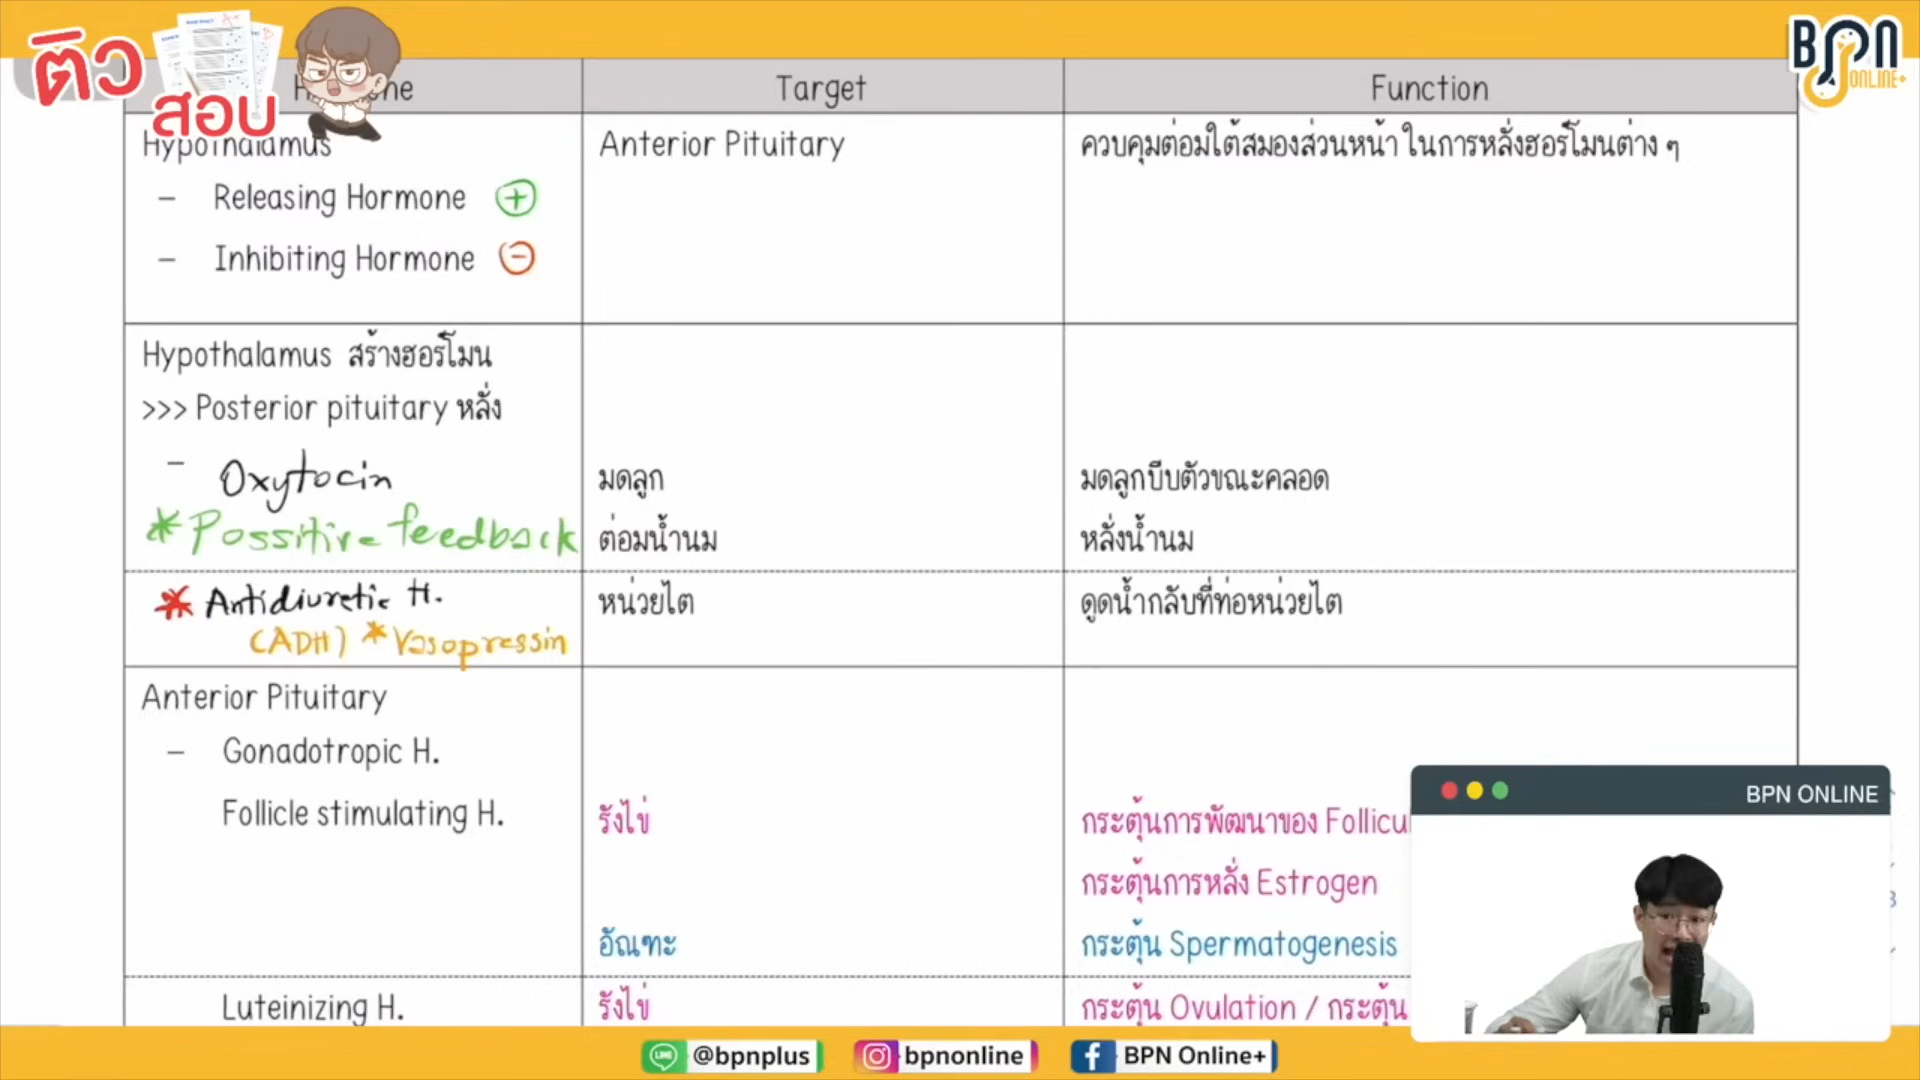 ติว
สอบ
BPN
ONLINE+
Target
Function
Hypothalamus
Anterior Pituitary
ควบคุมต่อมใต้สมองส่วนหน้า ในการหลั่งฮอร์โมนต่าง ๆ
- Releasing Hormone +
- Inhibiting Hormone -
Hypothalamus สร้างฮอร์โมน
>>> Posterior pituitary หลั่ง
- Oxytocin
มดลูก
มดลูกบีบตัวขณะคลอด
* Possitive feedback
ต่อมน้ำนม
หลั่งน้ำนม
* Antidiuretic H.
หน่วยไต
ดูดน้ำกลับที่ท่อหน่วยไต
(ADH) * Vasopressin
Anterior Pituitary
- Gonadotropic H.
BPN ONLINE
Follicle stimulating H.
รังไข่
กระตุ้นการพัฒนาของ Follicu
กระตุ้นการหลั่ง Estrogen
อัณฑะ
กระตุ้น Spermatogenesis
Luteinizing H.
รังไข่
กระตุ้น Ovulation / กระตุ้น
LINE @bpnplus
bpnonline
BPN Online+